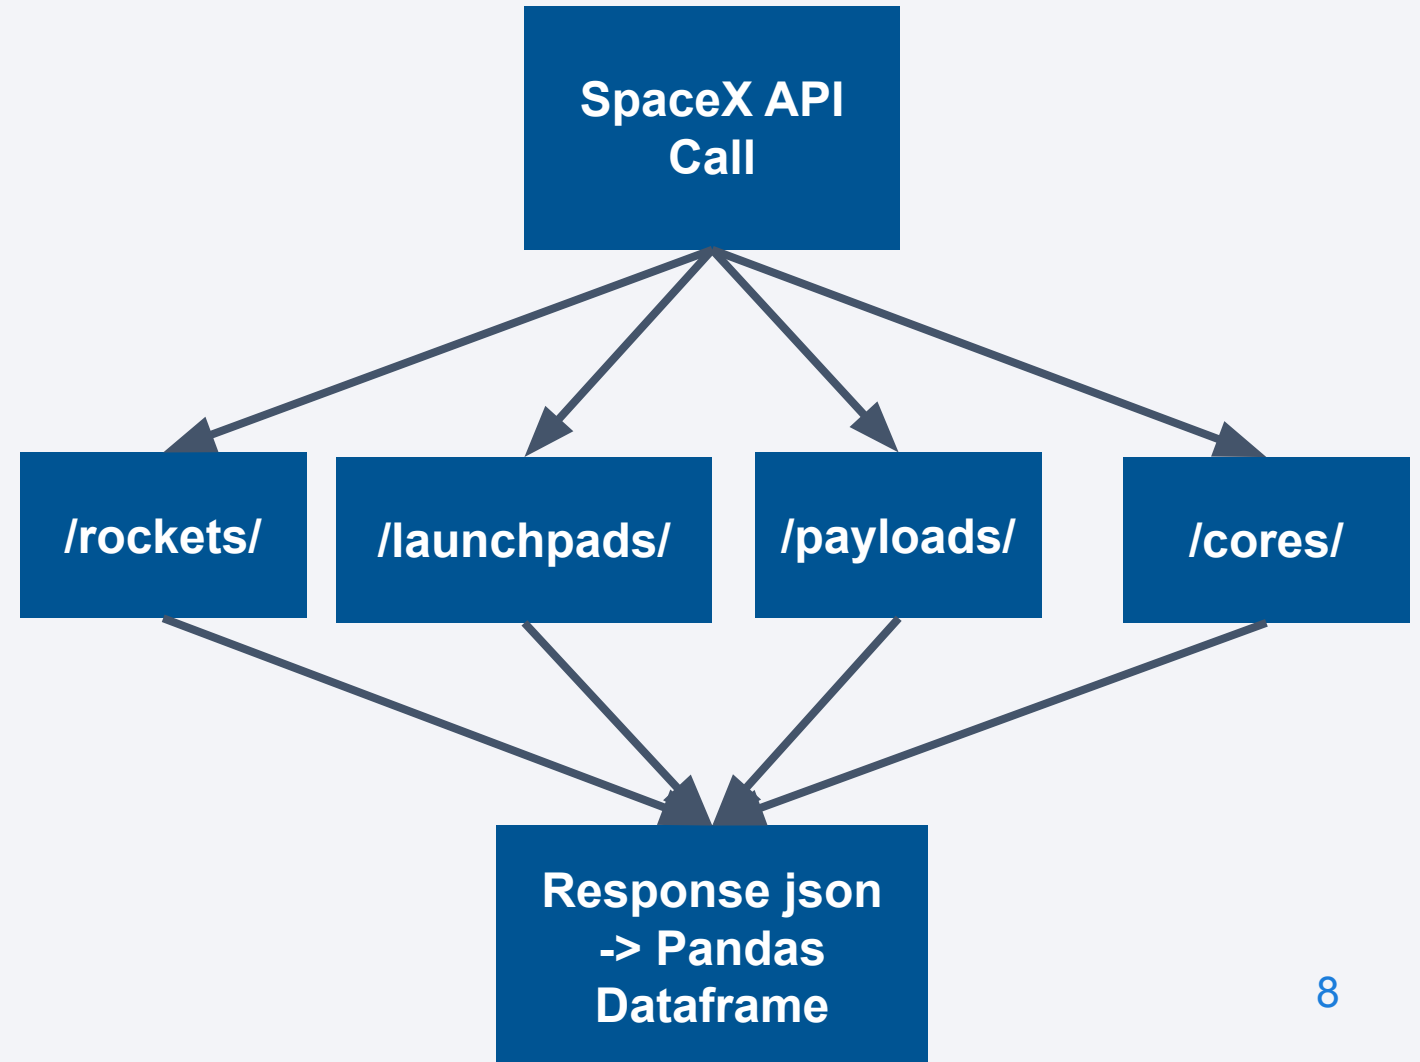 SpaceX API
Call
/rockets/
/launchpads/
/payloads/
/cores/
Response json
-> Pandas
Dataframe
8